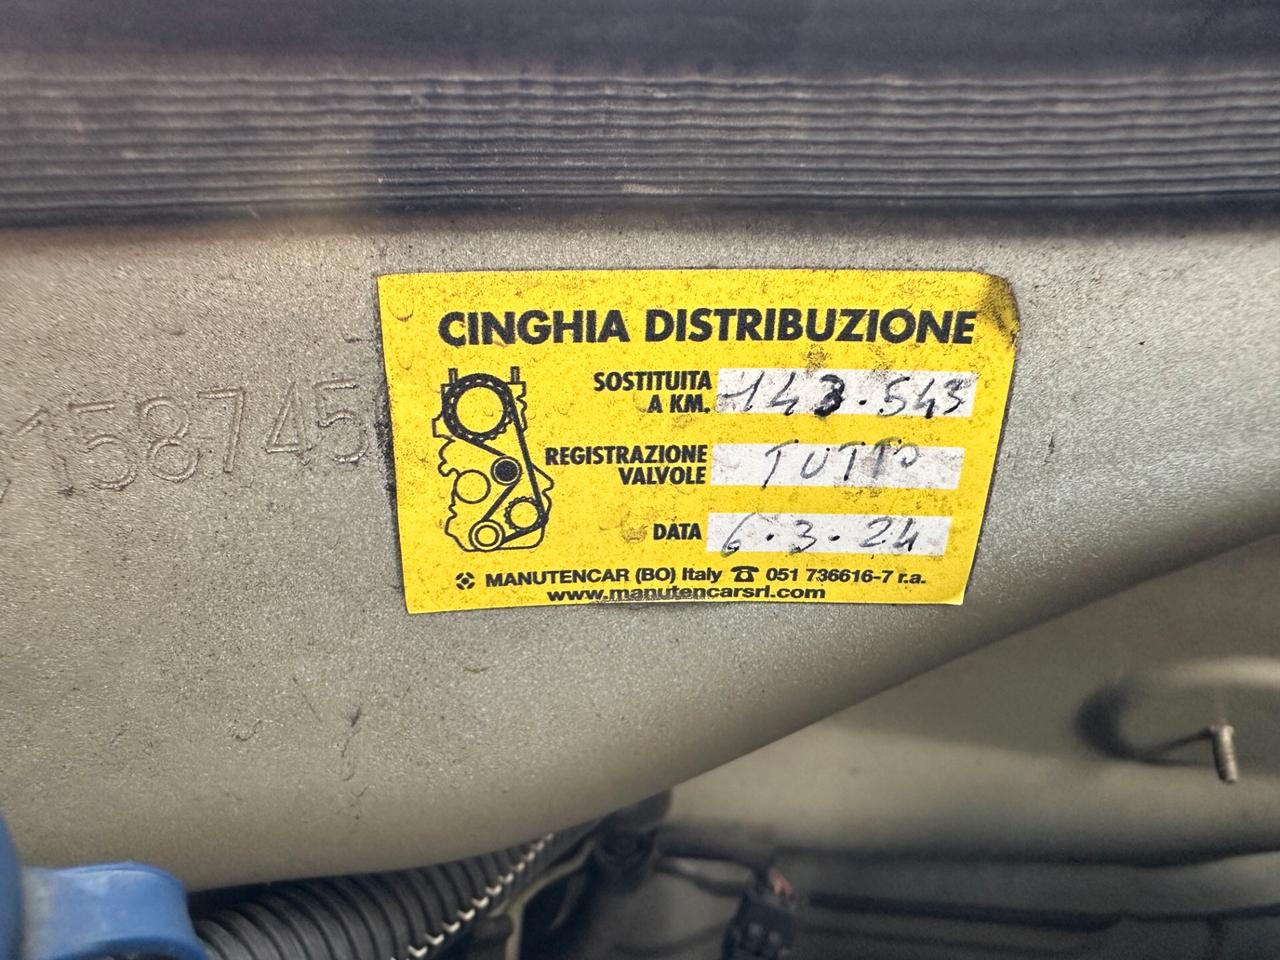 158745
CINGHIA DISTRIBUZIONE
SOSTITUITA
A KM. 143.543
REGISTRAZIONE
VALVOLE TUTTO
DATA 6.3.24
MANUTENCAR (BO) Italy ☎ 051 736616-7 r.a.
www.manutencarsrl.com